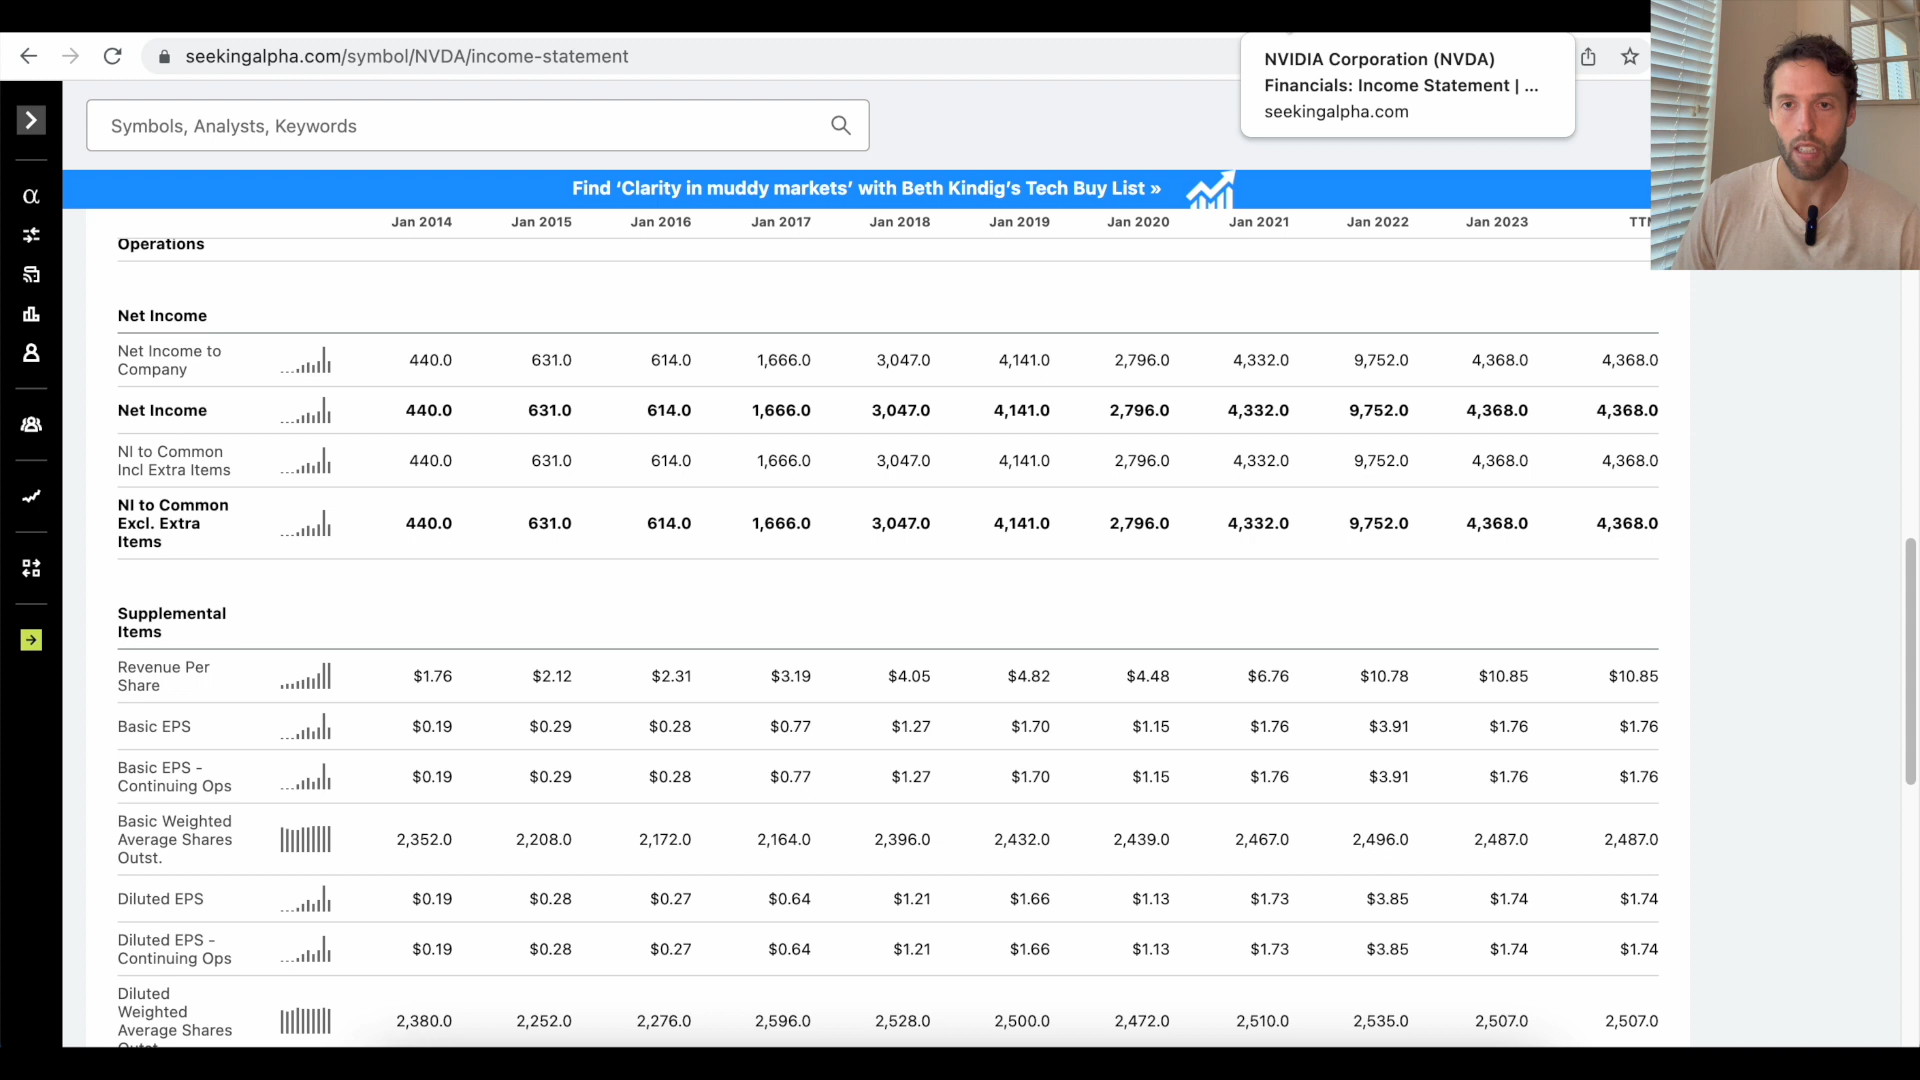 seekingalpha.com/symbol/NVDA/income-statement
NVIDIA Corporation (NVDA)
Financials: Income Statement | ...
seekingalpha.com
Symbols, Analysts, Keywords
Find ‘Clarity in muddy markets’ with Beth Kindig’s Tech Buy List »
Jan 2014 Jan 2015 Jan 2016 Jan 2017 Jan 2018 Jan 2019 Jan 2020 Jan 2021 Jan 2022 Jan 2023
Operations
Net Income
Net Income to
Company
440.0 631.0 614.0 1,666.0 3,047.0 4,141.0 2,796.0 4,332.0 9,752.0 4,368.0 4,368.0
Net Income 440.0 631.0 614.0 1,666.0 3,047.0 4,141.0 2,796.0 4,332.0 9,752.0 4,368.0 4,368.0
NI to Common
Incl Extra Items
440.0 631.0 614.0 1,666.0 3,047.0 4,141.0 2,796.0 4,332.0 9,752.0 4,368.0 4,368.0
NI to Common
Excl. Extra
Items
440.0 631.0 614.0 1,666.0 3,047.0 4,141.0 2,796.0 4,332.0 9,752.0 4,368.0 4,368.0
Supplemental
Items
Revenue Per
Share
$1.76 $2.12 $2.31 $3.19 $4.05 $4.82 $4.48 $6.76 $10.78 $10.85 $10.85
Basic EPS $0.19 $0.29 $0.28 $0.77 $1.27 $1.70 $1.15 $1.76 $3.91 $1.76 $1.76
Basic EPS -
Continuing Ops
$0.19 $0.29 $0.28 $0.77 $1.27 $1.70 $1.15 $1.76 $3.91 $1.76 $1.76
Basic Weighted
Average Shares
Outst.
2,352.0 2,208.0 2,172.0 2,164.0 2,396.0 2,432.0 2,439.0 2,467.0 2,496.0 2,487.0 2,487.0
Diluted EPS $0.19 $0.28 $0.27 $0.64 $1.21 $1.66 $1.13 $1.73 $3.85 $1.74 $1.74
Diluted EPS -
Continuing Ops
$0.19 $0.28 $0.27 $0.64 $1.21 $1.66 $1.13 $1.73 $3.85 $1.74 $1.74
Diluted
Weighted
Average Shares
2,380.0 2,252.0 2,276.0 2,596.0 2,528.0 2,500.0 2,472.0 2,510.0 2,535.0 2,507.0 2,507.0